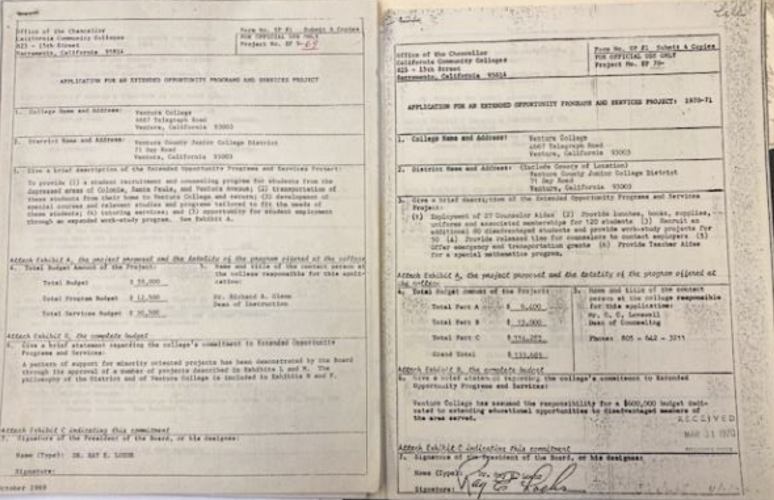 Office of the Chancellor
California Community Colleges
825 - 15th Street
Sacramento, California 95814
Form No. EP #1 Submit 4 Copies
FOR OFFICIAL USE ONLY
Project No. EP 9-69
APPLICATION FOR AN EXTENDED OPPORTUNITY PROGRAMS AND SERVICES PROJECT
1. College Name and Address:
Ventura College
4667 Telegraph Road
Ventura, California 93003
2. District Name and Address:
Ventura County Junior College District
71 Day Road
Ventura, California 93003
3. Give a brief description of the Extended Opportunity Programs and Services Project:
To provide (1) a student recruitment and counseling program for students from the
depressed areas of Colonia, Santa Paula, and Ventura Avenue; (2) transportation of
these students from their home to Ventura College and return; (3) development of
special courses and relevant studies and programs tailored to fit the needs of
these students; (4) tutoring services; and (5) opportunity for student employment
through an expanded work-study program. See Exhibit A.
Attach Exhibit A, the project proposal and the totality of the program offered at the college
4. Total Budget Amount of the Project:
Total Budget
Total Program Budget $ 12,500
Total Services Budget
5. Name and title of the contact person at
the college responsible for this appli-
cation:
Dr. Richard A. Glenn
Dean of Instruction
Attach Exhibit B, the complete budget
6. Give a brief statement regarding the college's commitment to Extended Opportunity
Programs and Services:
A pattern of support for minority oriented projects has been demonstrated by the Board
through the approval of a number of projects described in Exhibits L and M. The
philosophy of the District and of Ventura College is included in Exhibits N and P.
Attach Exhibit C indicating this commitment
7. Signature of the President of the Board, or his designee:
Name (Type): DR. RAY E. LOEHR
Signature:
October 1969
Office of the Chancellor
California Community Colleges
825 - 15th Street
Sacramento, California 95814
Form No. EP #1 Submit 4 Copies
FOR OFFICIAL USE ONLY
Project No. EP 70-
APPLICATION FOR AN EXTENDED OPPORTUNITY PROGRAMS AND SERVICES PROJECT: 1970-71
1. College Name and Address:
Ventura College
4667 Telegraph Road
Ventura, California 93003
2. District Name and Address: (Include County of Location)
Ventura County Junior College District
71 Day Road
Ventura, California 93003
3. Give a brief description of the Extended Opportunity Programs and Services
Project:
(1) Employment of 27 Counselor Aides (2) Provide lunches, books, supplies,
uniforms and associated memberships for 120 students (3) Recruit an
additional 80 disadvantaged students and provide work-study projects for
50 (4) Provide released time for counselors to contact employers (5)
Offer emergency and transportation grants (6) Provide Teacher Aides
for a special mathematics program.
Attach Exhibit A, the project proposal and the totality of the program offered at
the college
4. Total Budget Amount of the Project:
Total Part A
Total Part B
Total Part C
Grand Total
5. Name and title of the contact
person at the college responsible
for this application:
Dean of Counseling
Phone: 805 - 642 - 3211
Attach Exhibit B, the complete budget
6. Give a brief statement regarding the college's commitment to Extended
Opportunity Programs and Services:
Ventura College has assumed the responsibility for a $600,000 budget dedi-
cated to extending educational opportunities to disadvantaged members of
the area served.
RECEIVED
MAR 31 1970
Attach Exhibit C indicating this commitment
7. Signature of the President of the Board, or his designee:
Name (Type):
Signature: Ray E. Loehr